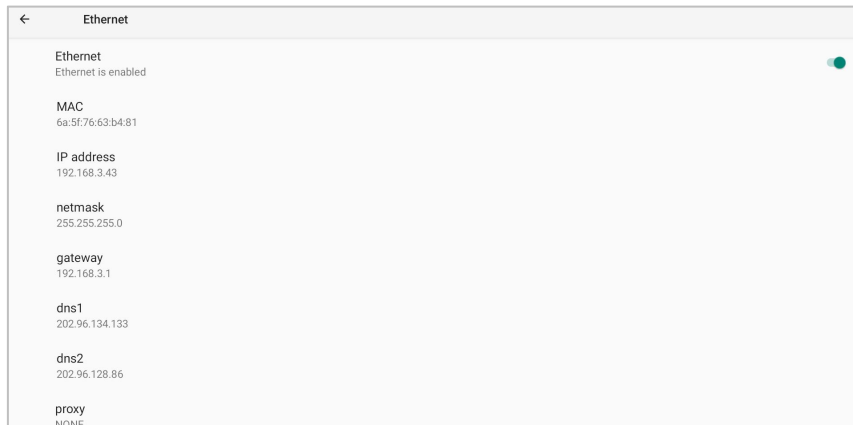 Ethernet
Ethernet
Ethernet is enabled
MAC
6a:5f:76:63:b4:81
IP address
192.168.3.43
netmask
255.255.255.0
gateway
192.168.3.1
dns1
202.96.134.133
dns2
202.96.128.86
proxy
NONE